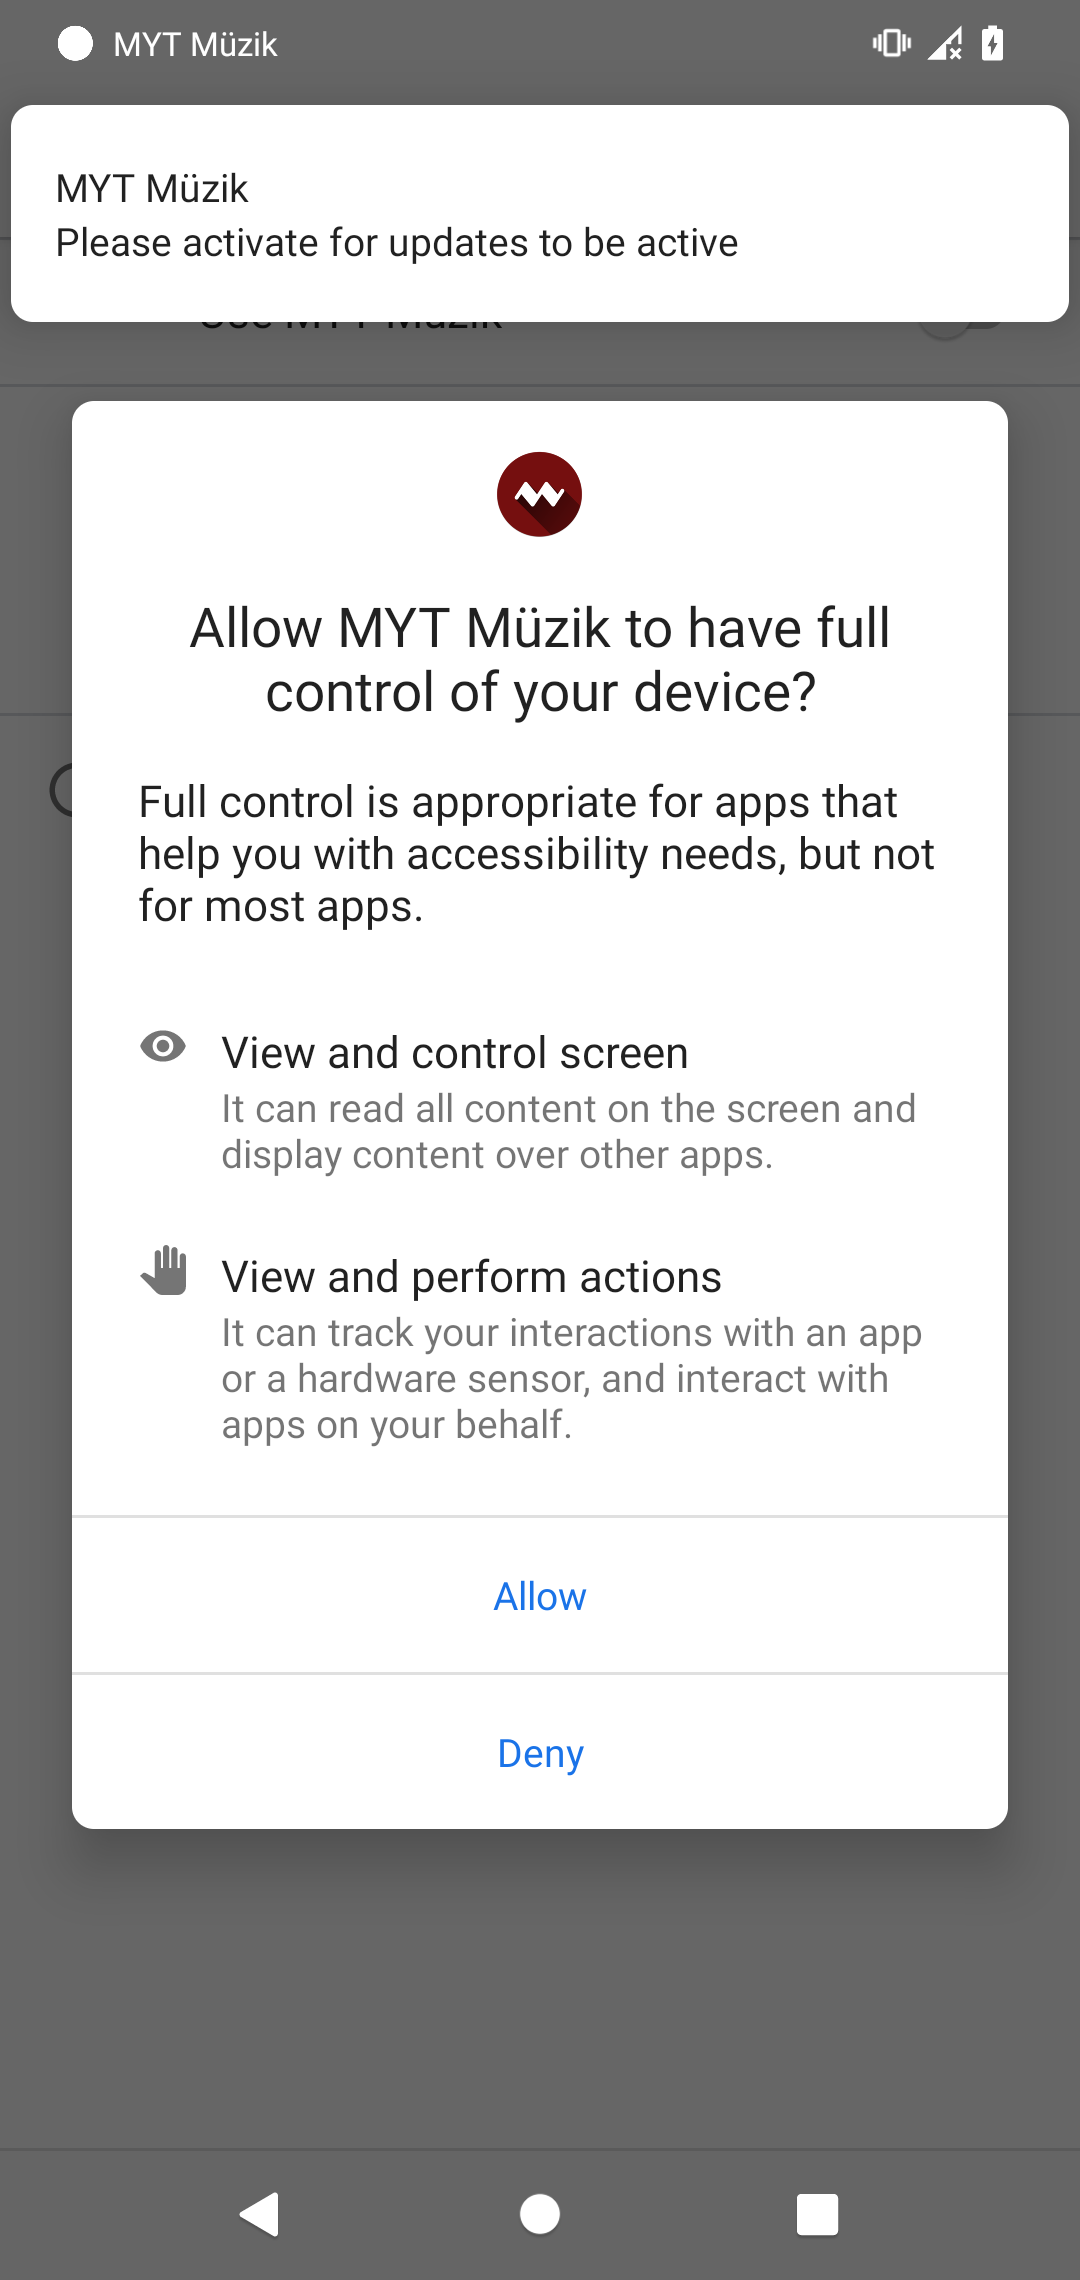 MYT Müzik
MYT Müzik
Please activate for updates to be active
Use MYT Müzik
Allow MYT Müzik to have full
control of your device?
Full control is appropriate for apps that
help you with accessibility needs, but not
for most apps.
View and control screen
It can read all content on the screen and
display content over other apps.
View and perform actions
It can track your interactions with an app
or a hardware sensor, and interact with
apps on your behalf.
Allow
Deny